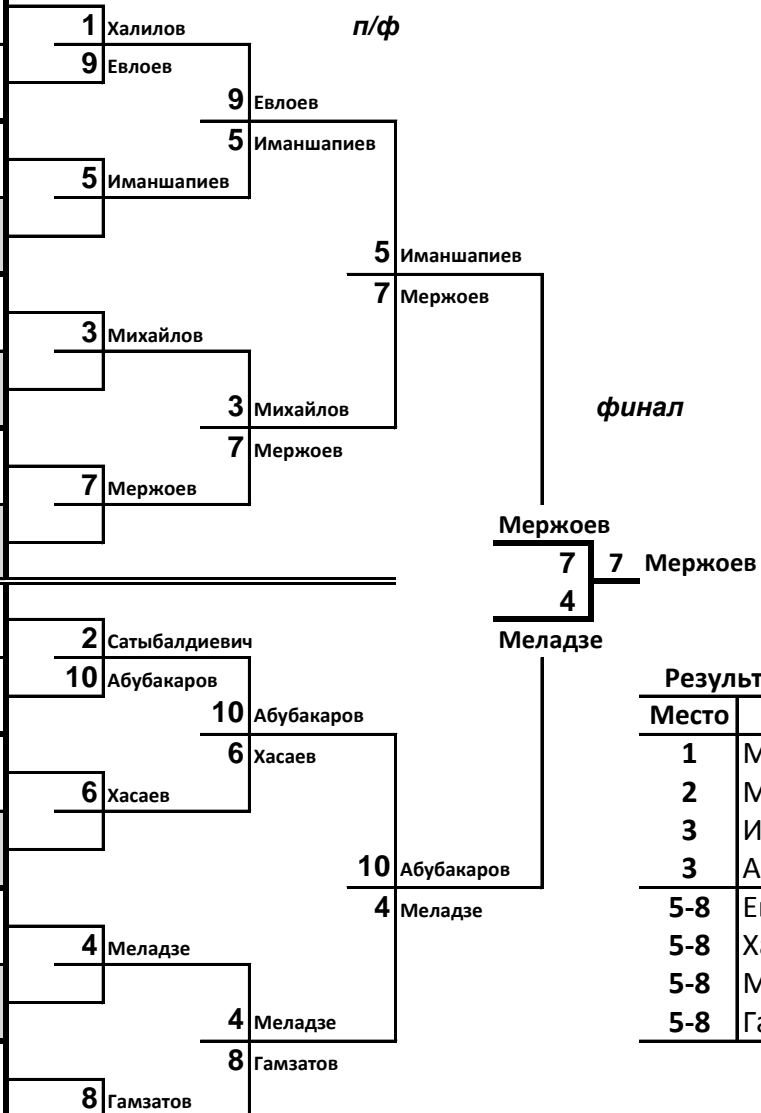 1 Халилов п/ф
9 Евлоев
9 Евлоев
5 Иманшапиев
5 Иманшапиев
5 Иманшапиев
7 Мержоев
3 Михайлов
3 Михайлов
финал
7 Мержоев
7 Мержоев
Мержоев
7 7 Мержоев
4
Меладзе
2 Сатыбалдиевич
10 Абубакаров
Резуль
10 Абубакаров
Место
6 Хасаев
1 М
2 М
6 Хасаев
3 И
10 Абубакаров
3 А
4 Меладзе
5-8 Е
4 Меладзе
5-8 Ха
5-8 М
4 Меладзе
5-8 Га
8 Гамзатов
8 Гамзатов